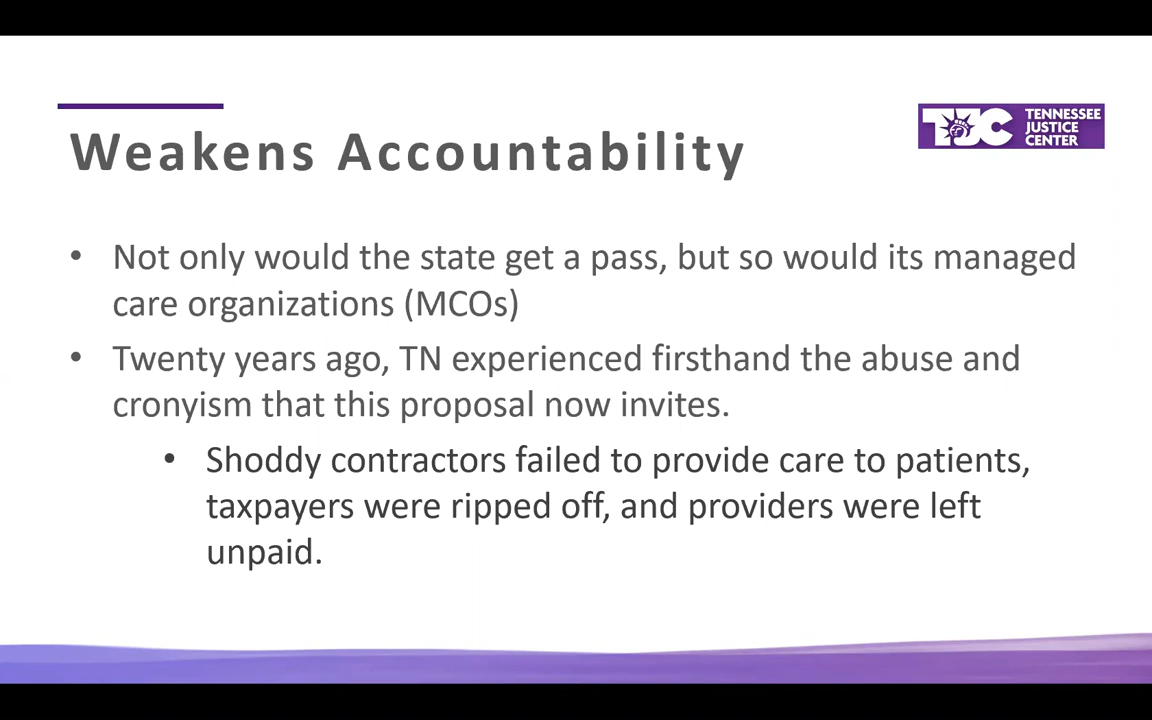 Weakens Accountability
TJC TENNESSEE
JUSTICE
CENTER
• Not only would the state get a pass, but so would its managed
care organizations (MCOs)
• Twenty years ago, TN experienced firsthand the abuse and
cronyism that this proposal now invites.
• Shoddy contractors failed to provide care to patients,
taxpayers were ripped off, and providers were left
unpaid.